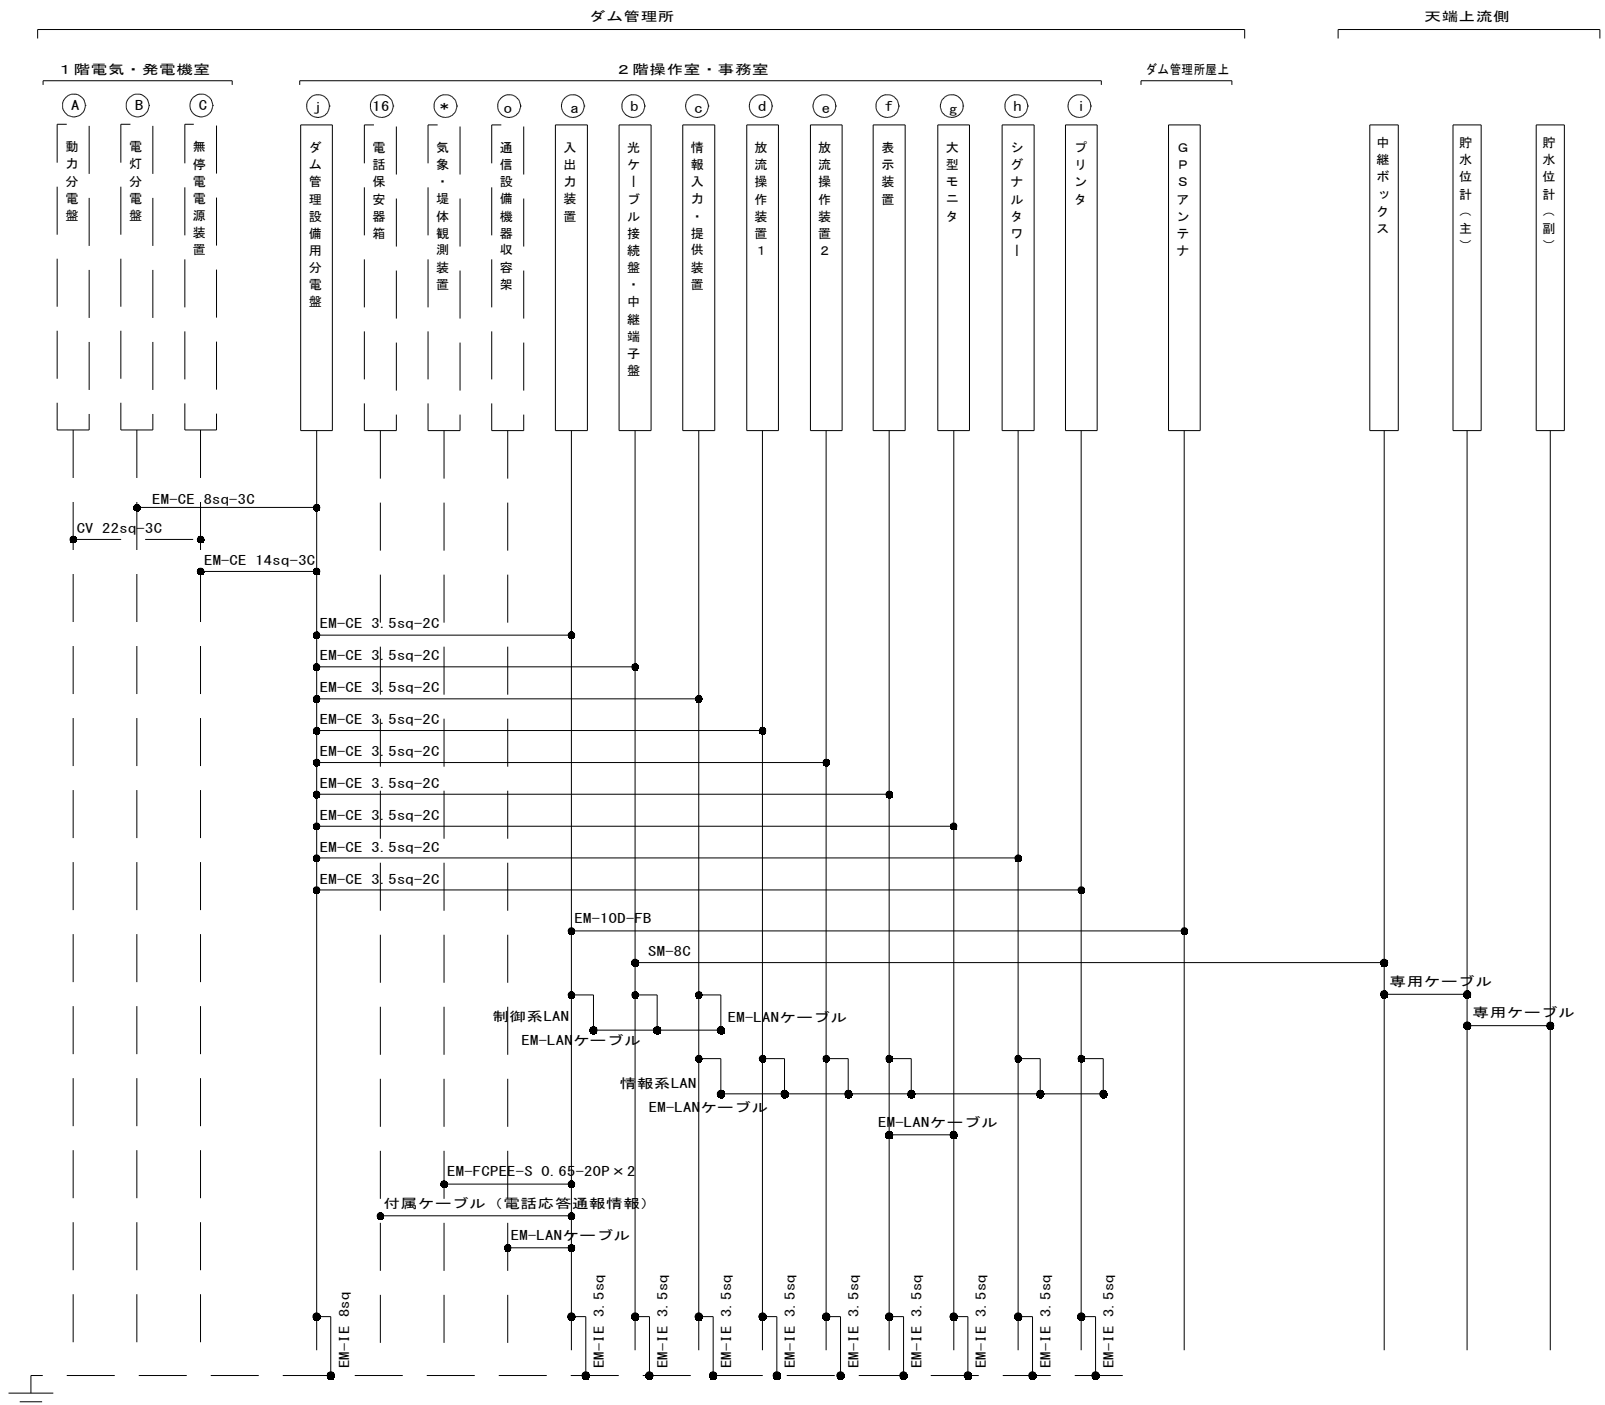 ダム管理所
天端上流側
1階電気・発電機室
2階操作室・事務室
ダム管理所屋上
A
B
C
j
16
*
o
a
b
c
d
e
f
g
h
i
動力分電盤
電灯分電盤
無停電電源装置
ダム管理設備用分電盤
電話保安器箱
気象・堤体観測装置
通信設備機器収容架
入出力装置
光ケーブル接続盤・中継端子盤
情報入力・提供装置
放流操作装置1
放流操作装置2
表示装置
大型モニタ
シグナルタワー
プリンタ
GPSアンテナ
中継ボックス
貯水位計(主)
貯水位計(副)
EM-CE 8sq-3C
CV 22sq-3C
EM-CE 14sq-3C
EM-CE 3.5sq-2C
EM-CE 3.5sq-2C
EM-CE 3.5sq-2C
EM-CE 3.5sq-2C
EM-CE 3.5sq-2C
EM-CE 3.5sq-2C
EM-CE 3.5sq-2C
EM-CE 3.5sq-2C
EM-CE 3.5sq-2C
EM-10D-FB
SM-8C
専用ケーブル
専用ケーブル
制御系LAN
EM-LANケーブル
EM-LANケーブル
情報系LAN
EM-LANケーブル
EM-LANケーブル
EM-FCPEE-S 0.65-20P×2
付属ケーブル(電話応答通報情報)
EM-LANケーブル
EM-IE 8sq
EM-IE 3.5sq
EM-IE 3.5sq
EM-IE 3.5sq
EM-IE 3.5sq
EM-IE 3.5sq
EM-IE 3.5sq
EM-IE 3.5sq
EM-IE 3.5sq
EM-IE 3.5sq